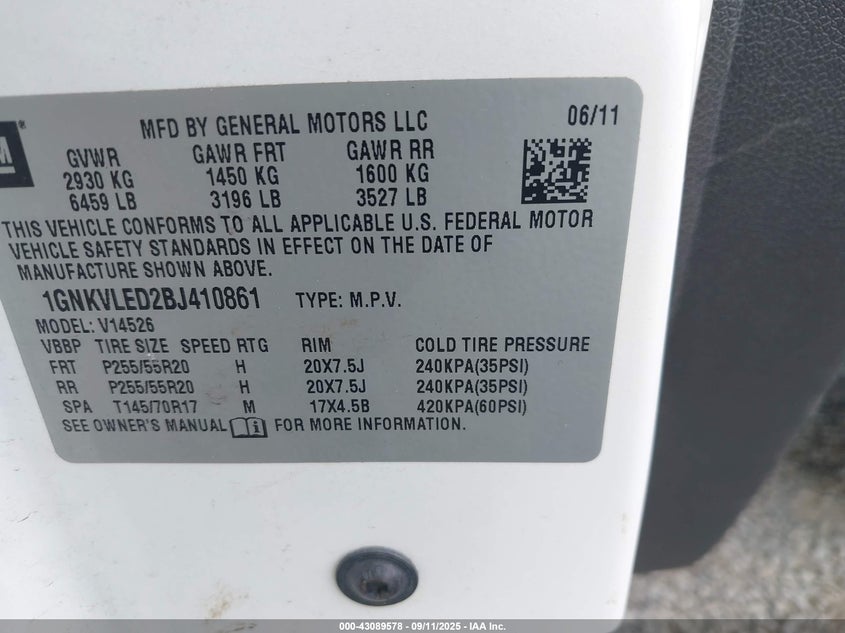 M ®
MFD BY GENERAL MOTORS LLC 06/11
GVWR GAWR FRT GAWR RR
2930 KG 1450 KG 1600 KG
6459 LB 3196 LB 3527 LB
THIS VEHICLE CONFORMS TO ALL APPLICABLE U.S. FEDERAL MOTOR
VEHICLE SAFETY STANDARDS IN EFFECT ON THE DATE OF
MANUFACTURE SHOWN ABOVE.
1GNKVLED2BJ410861 TYPE: M.P.V.
MODEL: V14526
VBBP TIRE SIZE SPEED RTG RIM COLD TIRE PRESSURE
FRT P255/55R20 H 20X7.5J 240KPA(35PSI)
RR P255/55R20 H 20X7.5J 240KPA(35PSI)
SPA T145/70R17 M 17X4.5B 420KPA(60PSI)
SEE OWNER'S MANUAL FOR MORE INFORMATION.
000-43089578 - 09/11/2025 - IAA Inc.